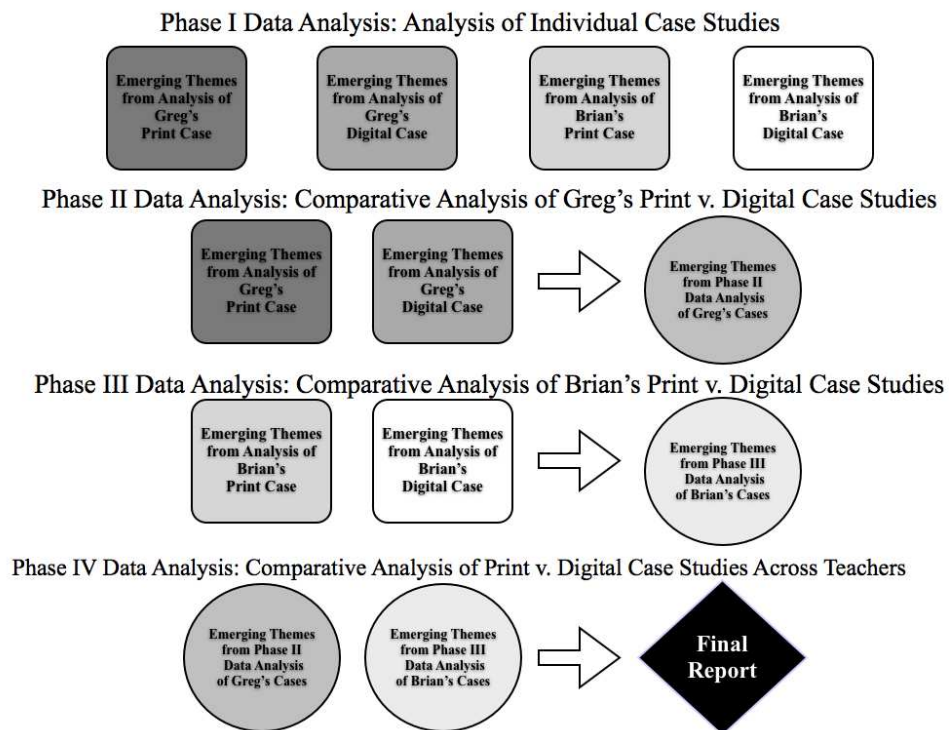 Phase I Data Analysis: Analysis of Individual Case Studies
Emerging Themes
from Analysis of
Greg's
Print Case
Emerging Themes
from Analysis of
Greg's
Digital Case
Emerging Themes
from Analysis of
Brian's
Print Case
Emerging Themes
from Analysis of
Brian's
Digital Case
Phase II Data Analysis: Comparative Analysis of Greg's Print v. Digital Case Studies
Emerging Themes
from Analysis of
Greg's
Print Case
Emerging Themes
from Analysis of
Greg's
Digital Case
Emerging Themes
from Phase II
Data Analysis
of Greg's Cases
Phase III Data Analysis: Comparative Analysis of Brian's Print v. Digital Case Studies
Emerging Themes
from Analysis of
Brian's
Print Case
Emerging Themes
from Analysis of
Brian's
Digital Case
Emerging Themes
from Phase III
Data Analysis
of Brian's Cases
Phase IV Data Analysis: Comparative Analysis of Print v. Digital Case Studies Across Teachers
Emerging Themes
from Phase II
Data Analysis
of Greg's Cases
Emerging Themes
from Phase III
Data Analysis
of Brian's Cases
Final
Report